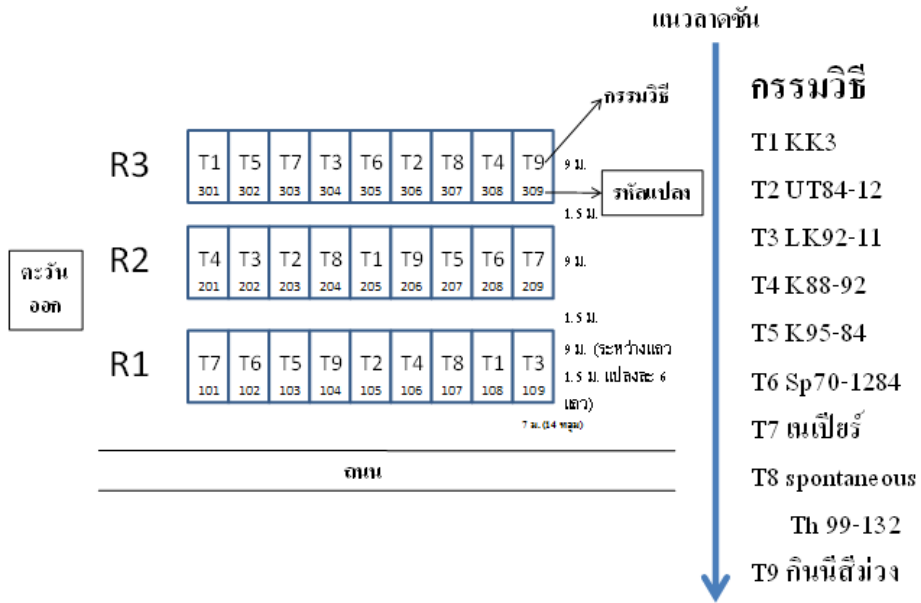 แนวลาดชัน
กรรมวิธี
R3
T1 T5 T7 T3 T6 T2 T8 T4 T9
301 302 303 304 305 306 307 308 309
9 ม.
รหัสแปลง
1.5 ม.
ตะวัน
ออก
R2
T4 T3 T2 T8 T1 T9 T5 T6 T7
201 202 203 204 205 206 207 208 209
9 ม.
1.5 ม.
R1
T7 T6 T5 T9 T2 T4 T8 T1 T3
101 102 103 104 105 106 107 108 109
9 ม. (ระหว่างแถว
1.5 ม. แปลงละ 6
แถว)
7 ม. (14 หลุม)
ถนน
กรรมวิธี
T1 KK3
T2 UT84-12
T3 LK92-11
T4 K88-92
T5 K95-84
T6 Sp70-1284
T7 เนเปียร์
T8 spontaneous
Th 99-132
T9 กินนีสีม่วง